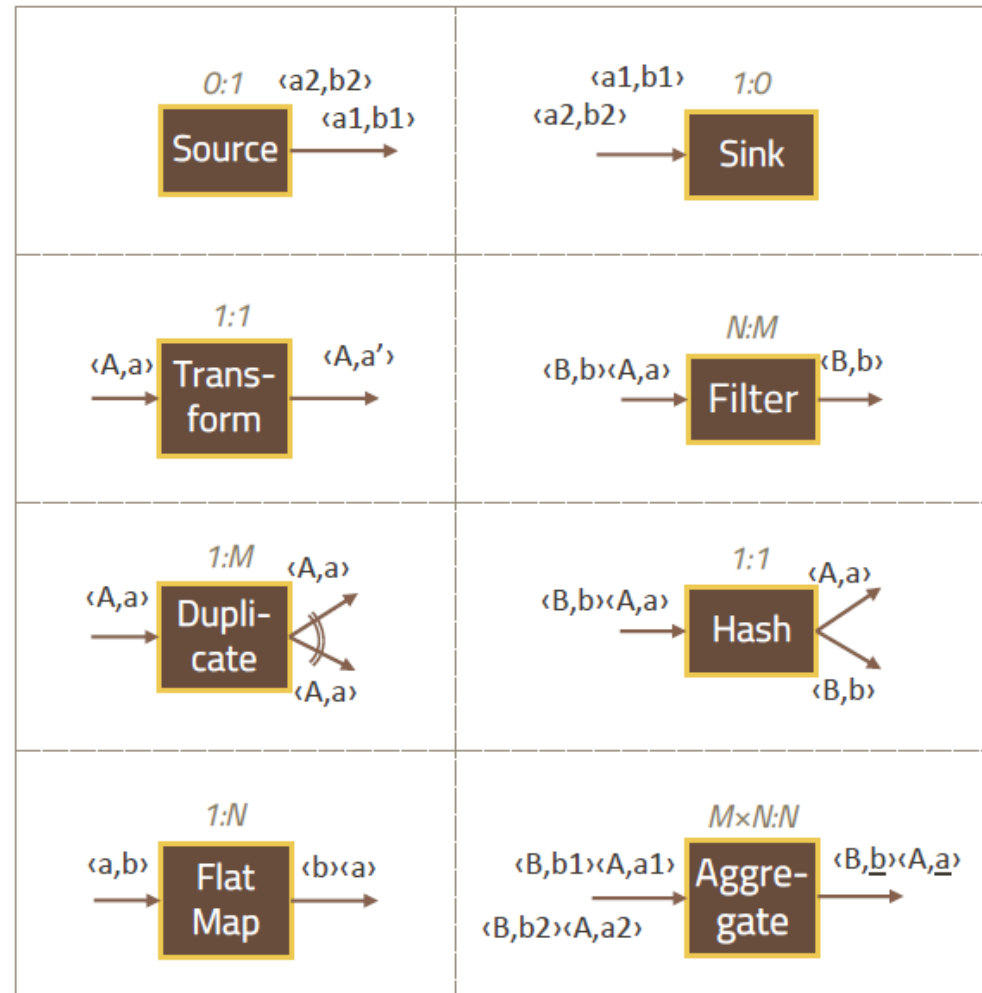 0:1
‹a2,b2›
‹a1,b1›
Source
‹a1,b1›
1:0
‹a2,b2›
Sink
1:1
‹A,a›
Trans-
form
‹A,a’›
N:M
‹B,b›‹A,a›
Filter
‹B,b›
1:M
‹A,a›
Dupli-
cate
‹A,a›
‹A,a›
1:1
‹B,b›‹A,a›
Hash
‹A,a›
‹B,b›
1:N
‹a,b›
Flat
Map
‹b›‹a›
M×N:N
‹B,b1›‹A,a1›
‹B,b2›‹A,a2›
Aggre-
gate
‹B,b›‹A,a›